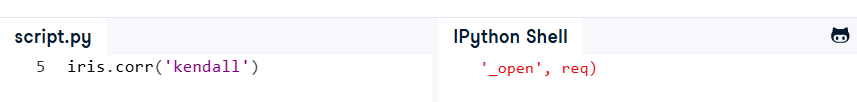 script.py
IPython Shell
5 iris.corr('kendall')
'_open', req)